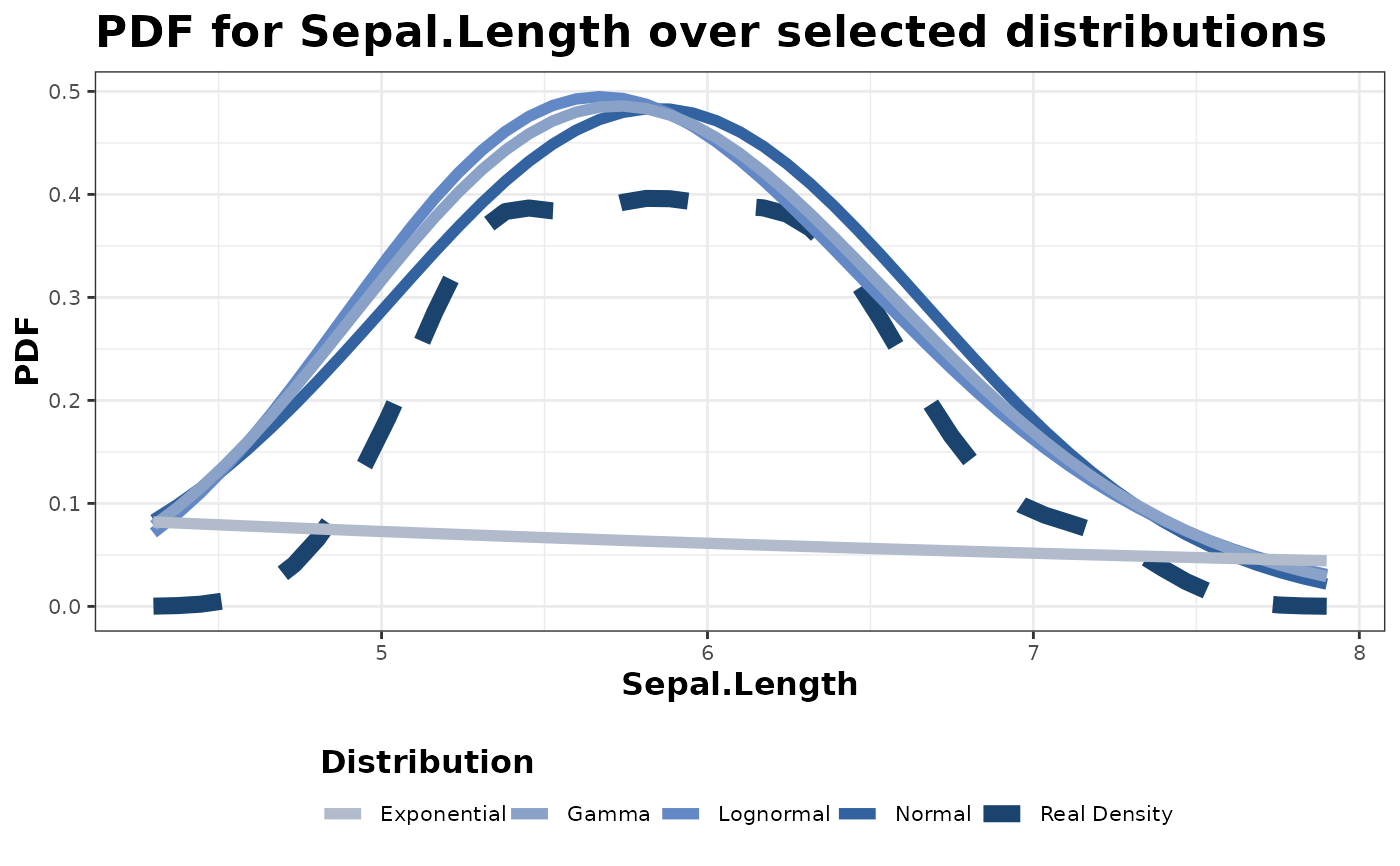 PDF for Sepal.Length over selected distributions
0.5
0.4
0.3
0.2
0.1
0.0
PDF
5 6 7 8
Sepal.Length
Distribution
Exponential Gamma Lognormal Normal Real Density